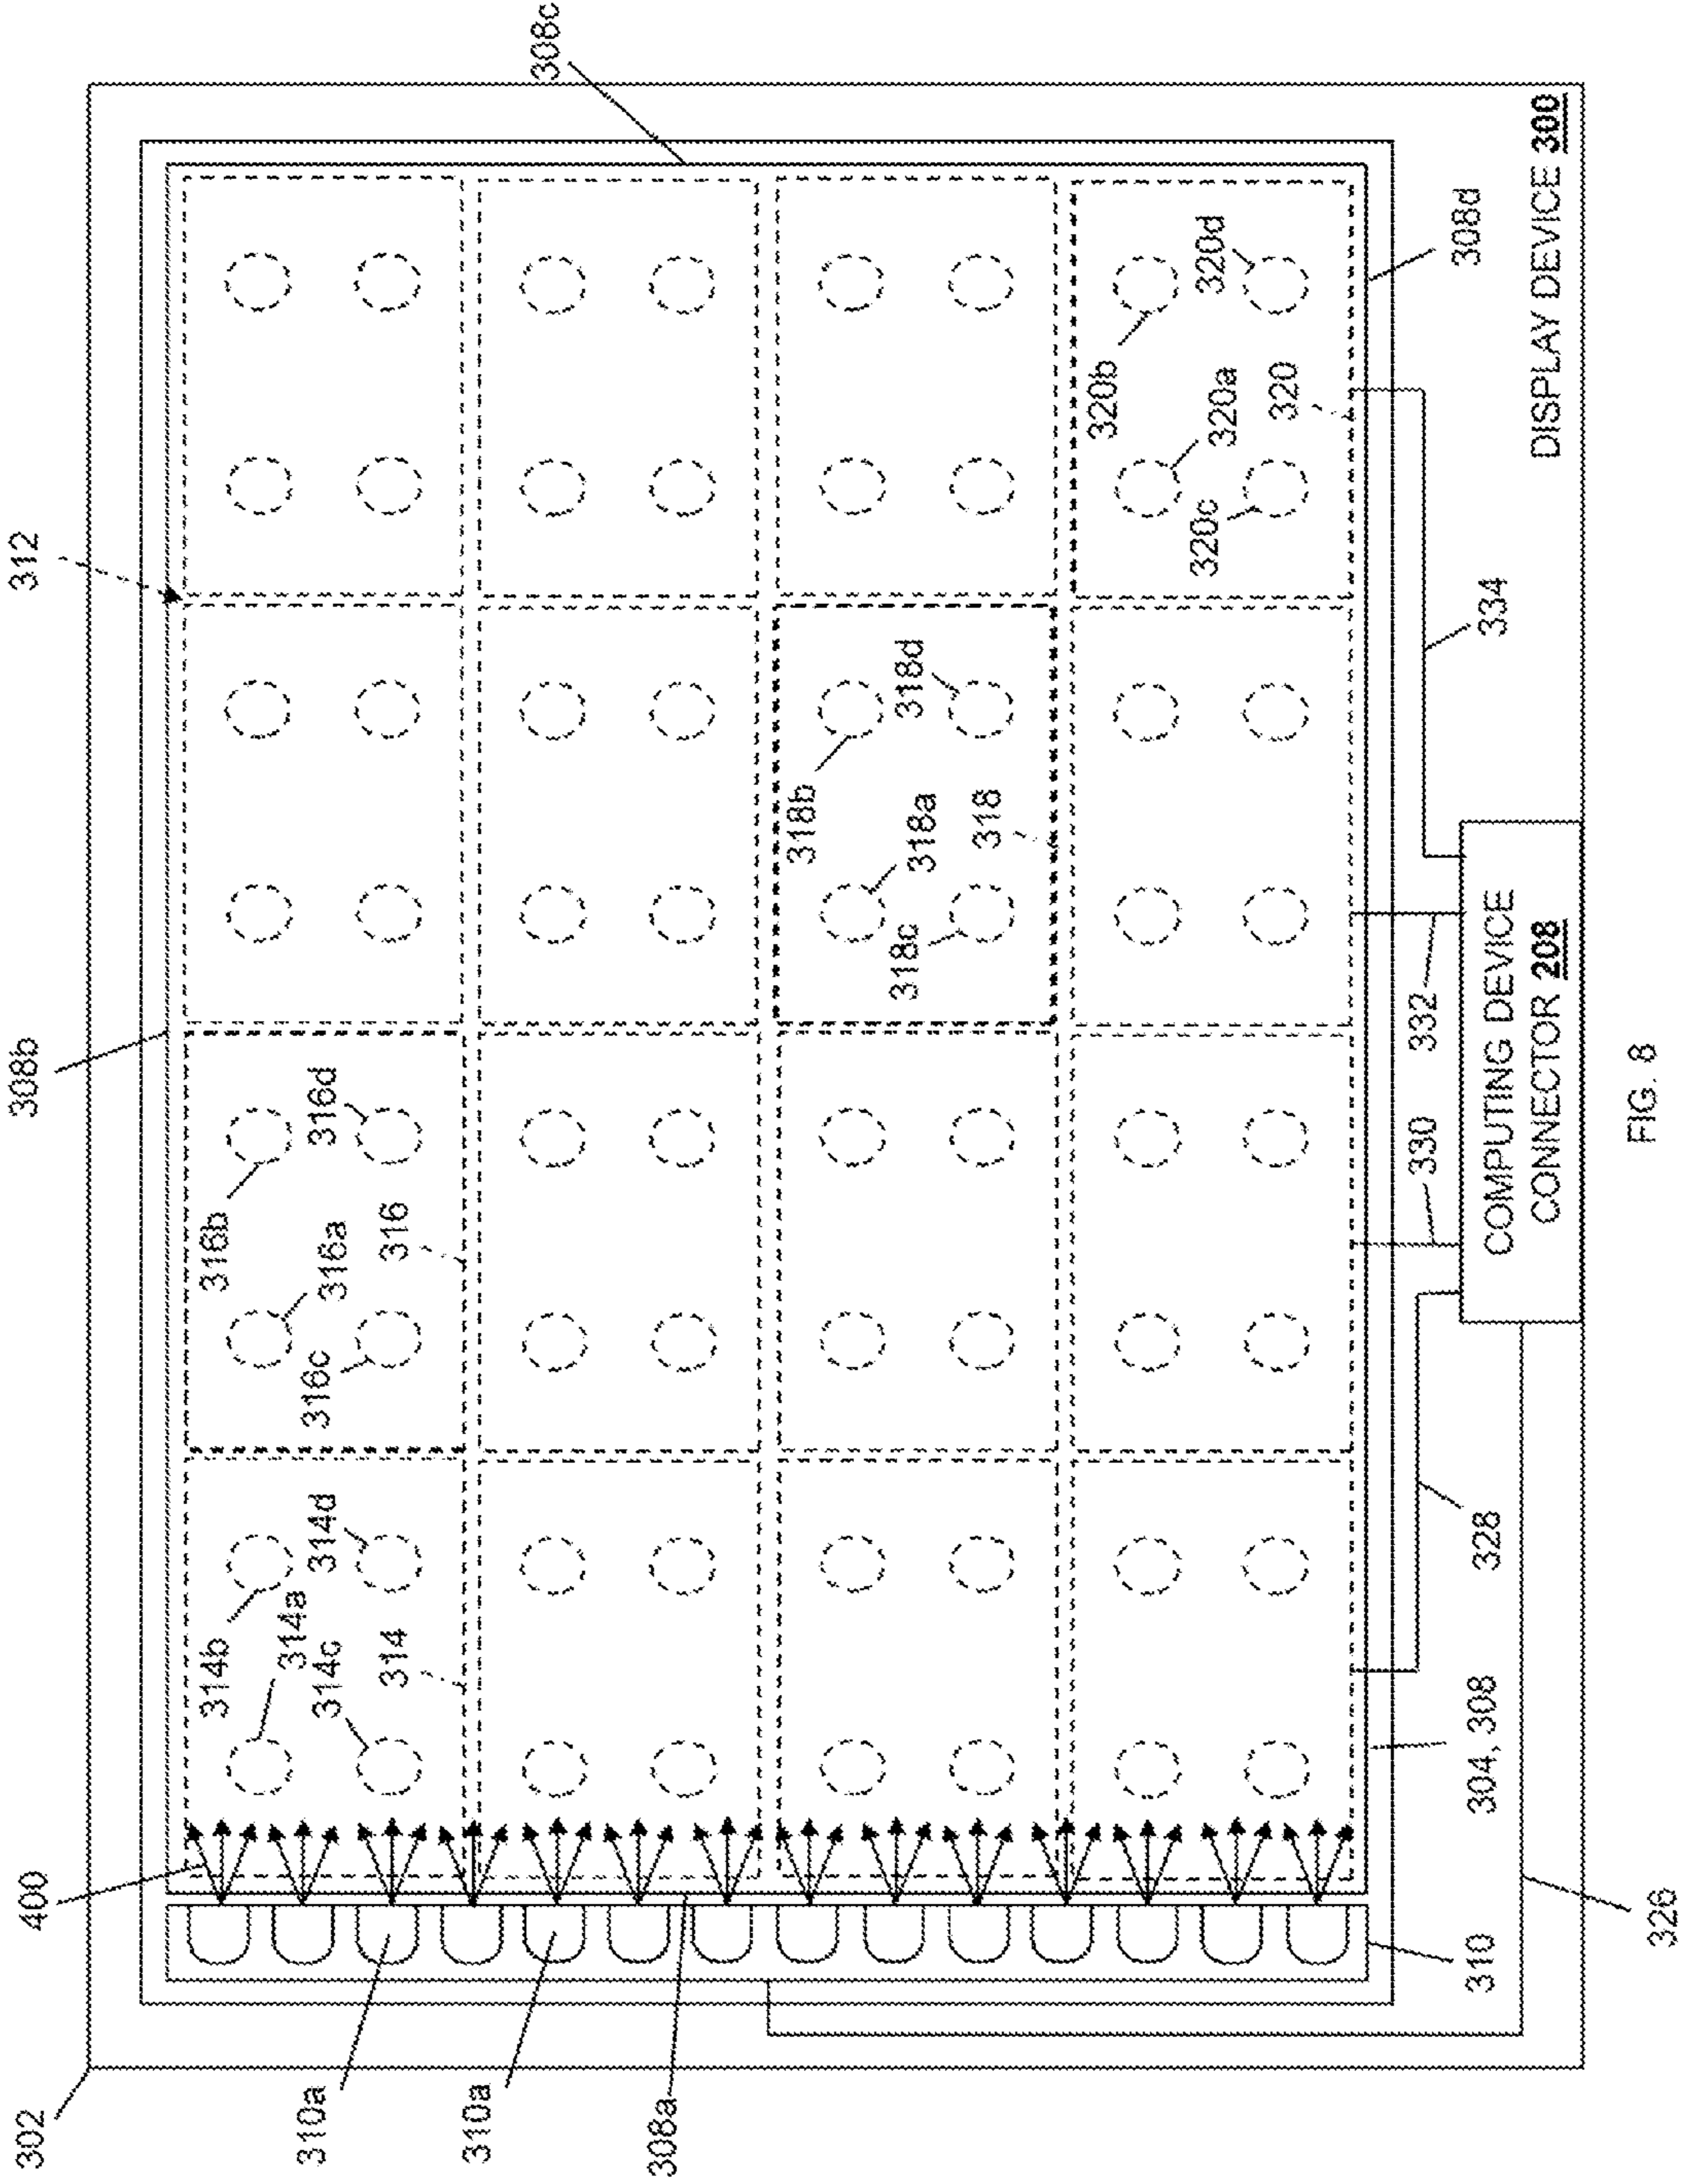 302
308b
312
308c
400
310a
310a
308a
314b
314a
314c
314d
314
316b
316a
316c
316d
316
318b
318a
318c
318d
318
320b
320a
320c
320d
320
310
304, 308
308d
326
328
330
332
334
COMPUTING DEVICE
CONNECTOR 208
DISPLAY DEVICE 300
FIG. 8